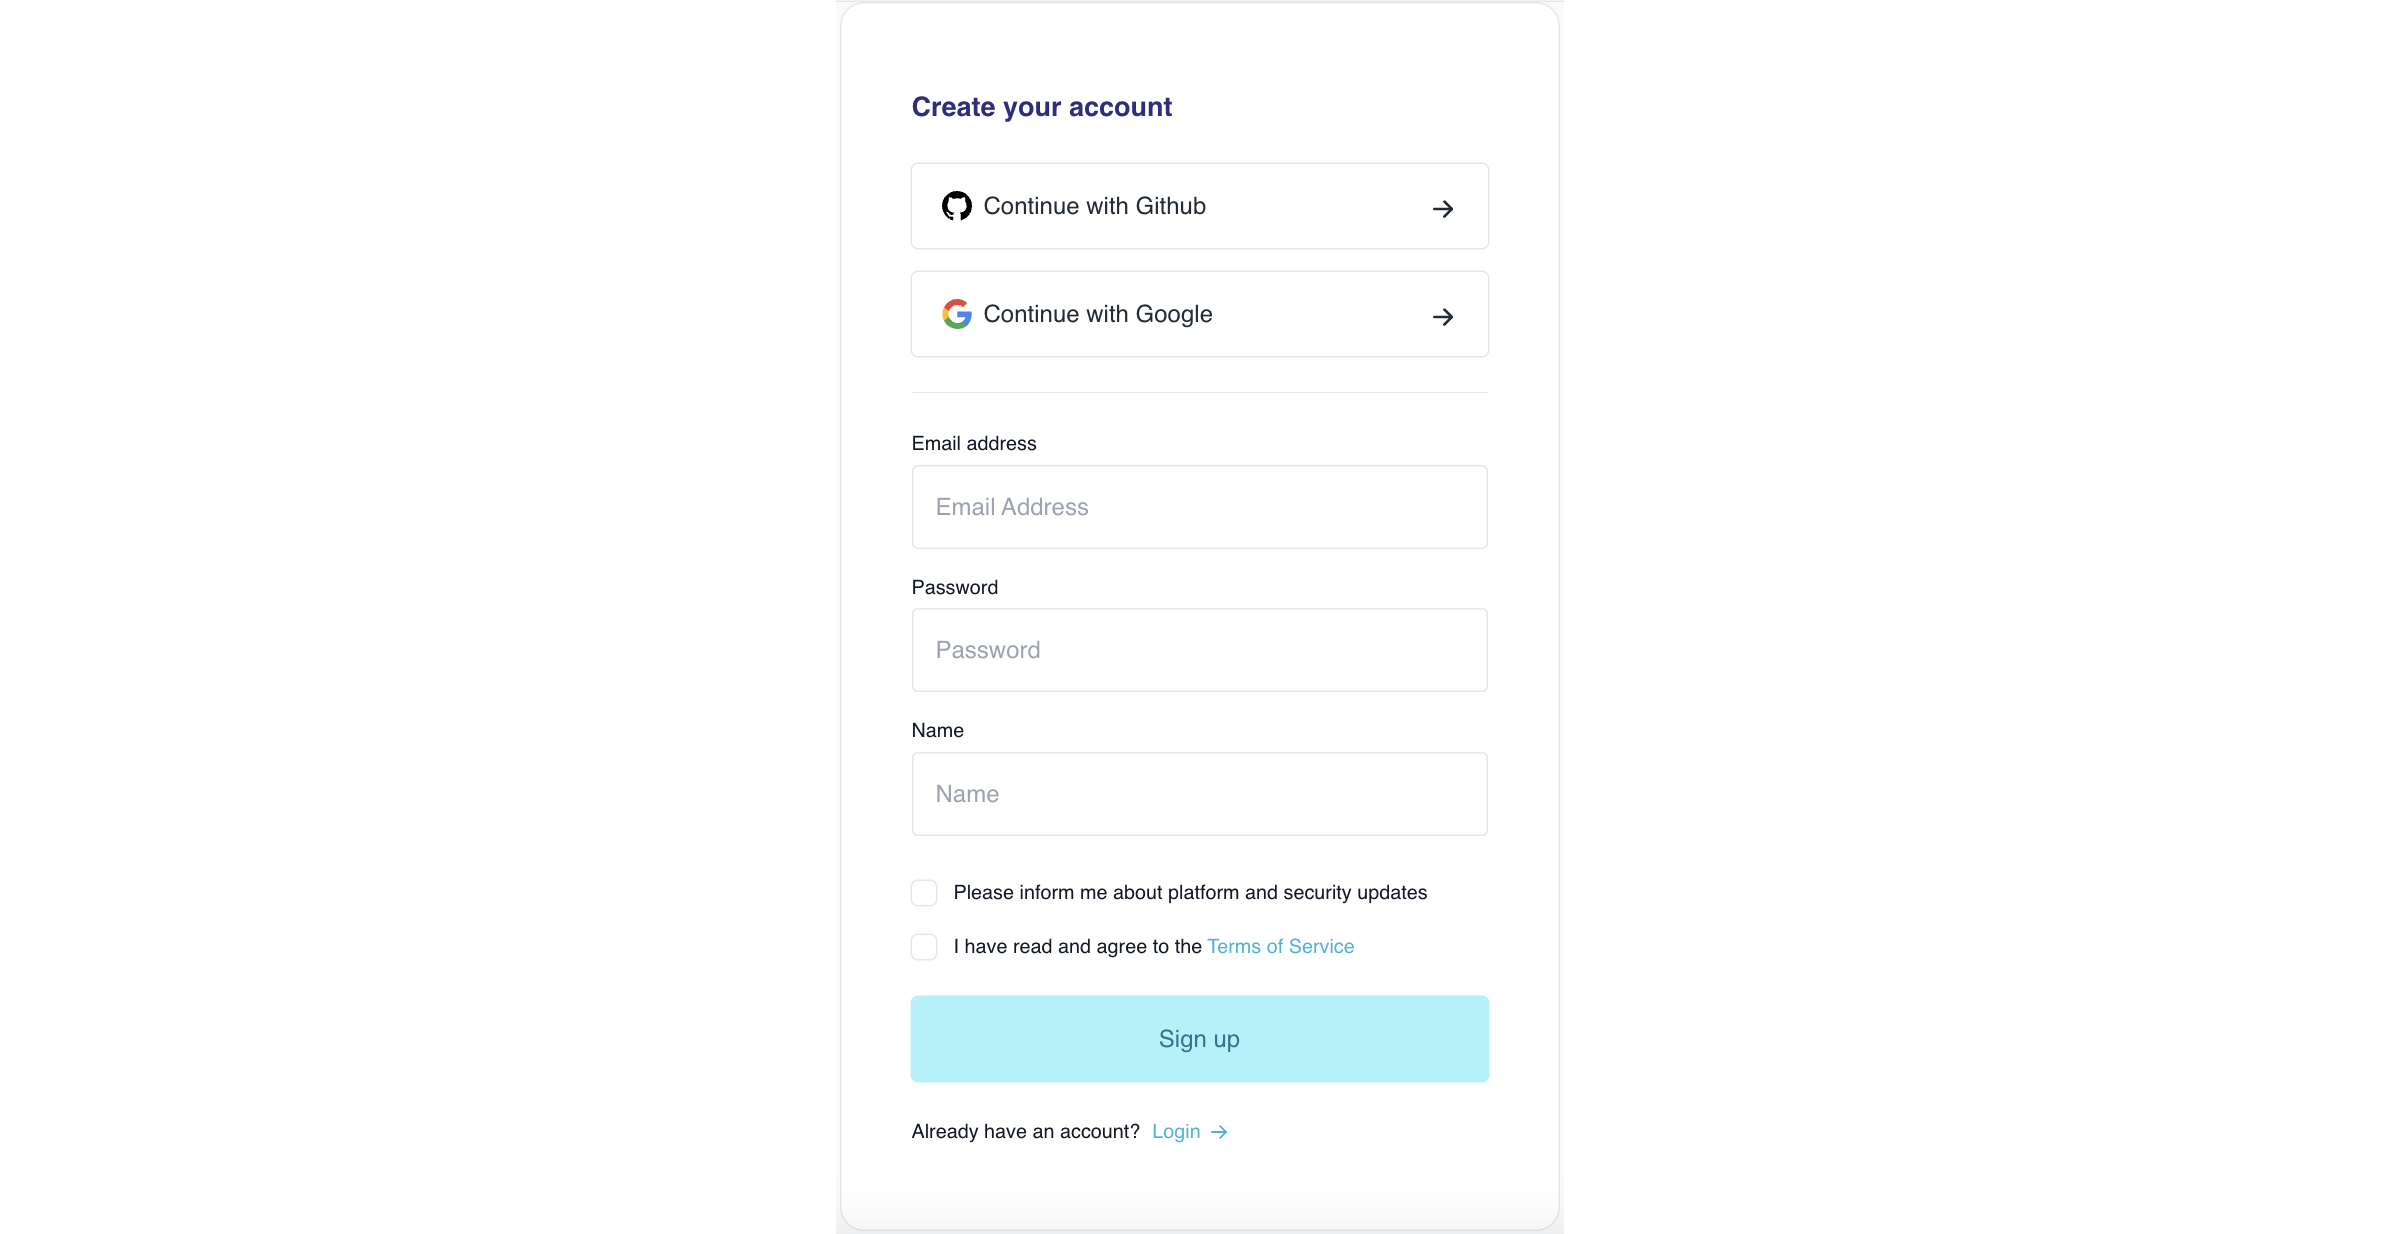 Create your account
Continue with Github
Continue with Google
Email address
Email Address
Password
Password
Name
Name
Please inform me about platform and security updates
I have read and agree to the Terms of Service
Sign up
Already have an account? Login →